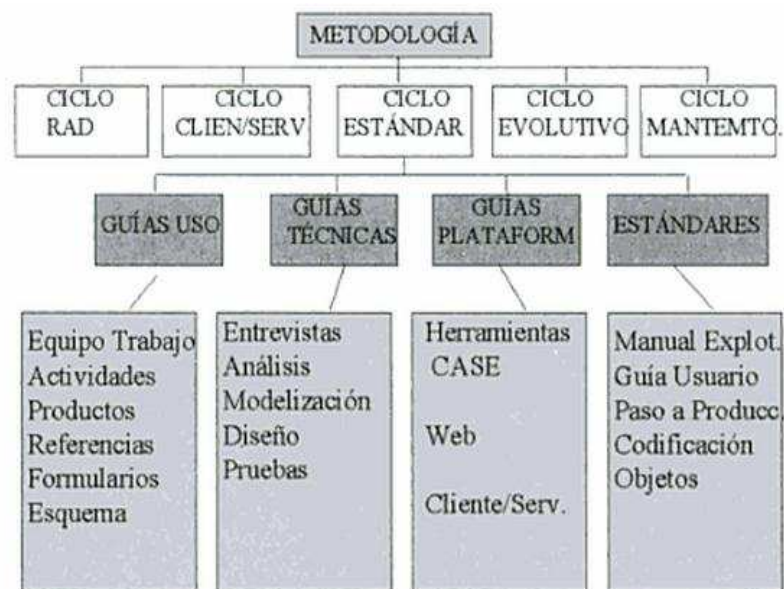 METODOLOGÍA
CICLO
RAD
CICLO
CLIEN/SERV
CICLO
ESTÁNDAR
CICLO
EVOLUTIVO
CICLO
MANTEMTO.
GUÍAS USO
GUIAS
TÉCNICAS
GUIAS
PLATAFORM
ESTÁNDARES
Equipo Trabajo
Actividades
Productos
Referencias
Formularios
Esquema
Entrevistas
Análisis
Modelización
Diseño
Pruebas
Herramientas
CASE
Web
Cliente/Serv.
Manual Explot.
Guía Usuario
Paso a Producc.
Codificación
Objetos